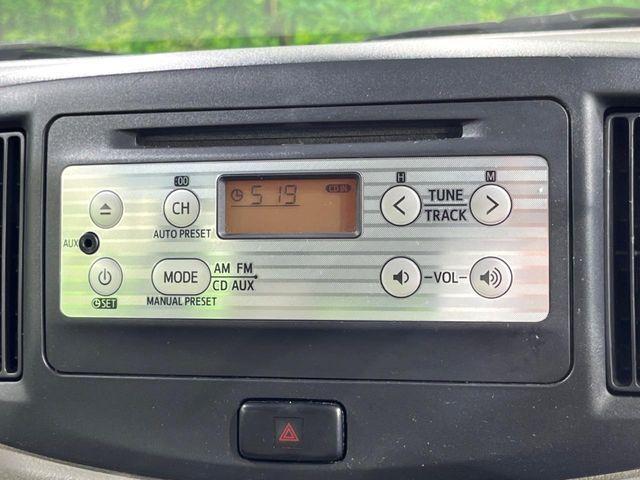 :00
H
M
CH
5 19
CD IN
<
TUNE
TRACK
>
AUTO PRESET
AUX
MODE
AM FM
CD AUX
-VOL-
SET
MANUAL PRESET